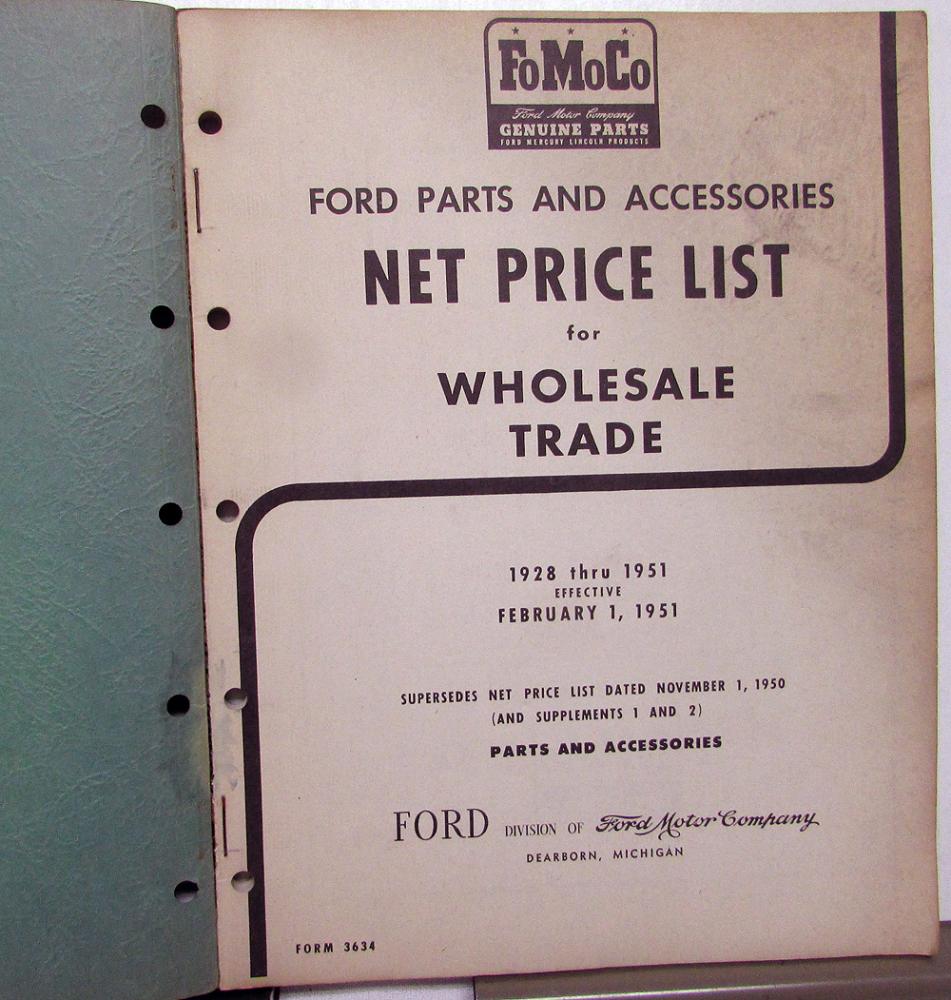 FoMoCo
Ford Motor Company
GENUINE PARTS
FORD MERCURY LINCOLN PRODUCTS
FORD PARTS AND ACCESSORIES
NET PRICE LIST
for
WHOLESALE
TRADE
1928 thru 1951
EFFECTIVE
FEBRUARY 1, 1951
SUPERSEDES NET PRICE LIST DATED NOVEMBER 1, 1950
(AND SUPPLEMENTS 1 AND 2)
PARTS AND ACCESSORIES
FORD DIVISION OF Ford Motor Company
DEARBORN, MICHIGAN
FORM 3634